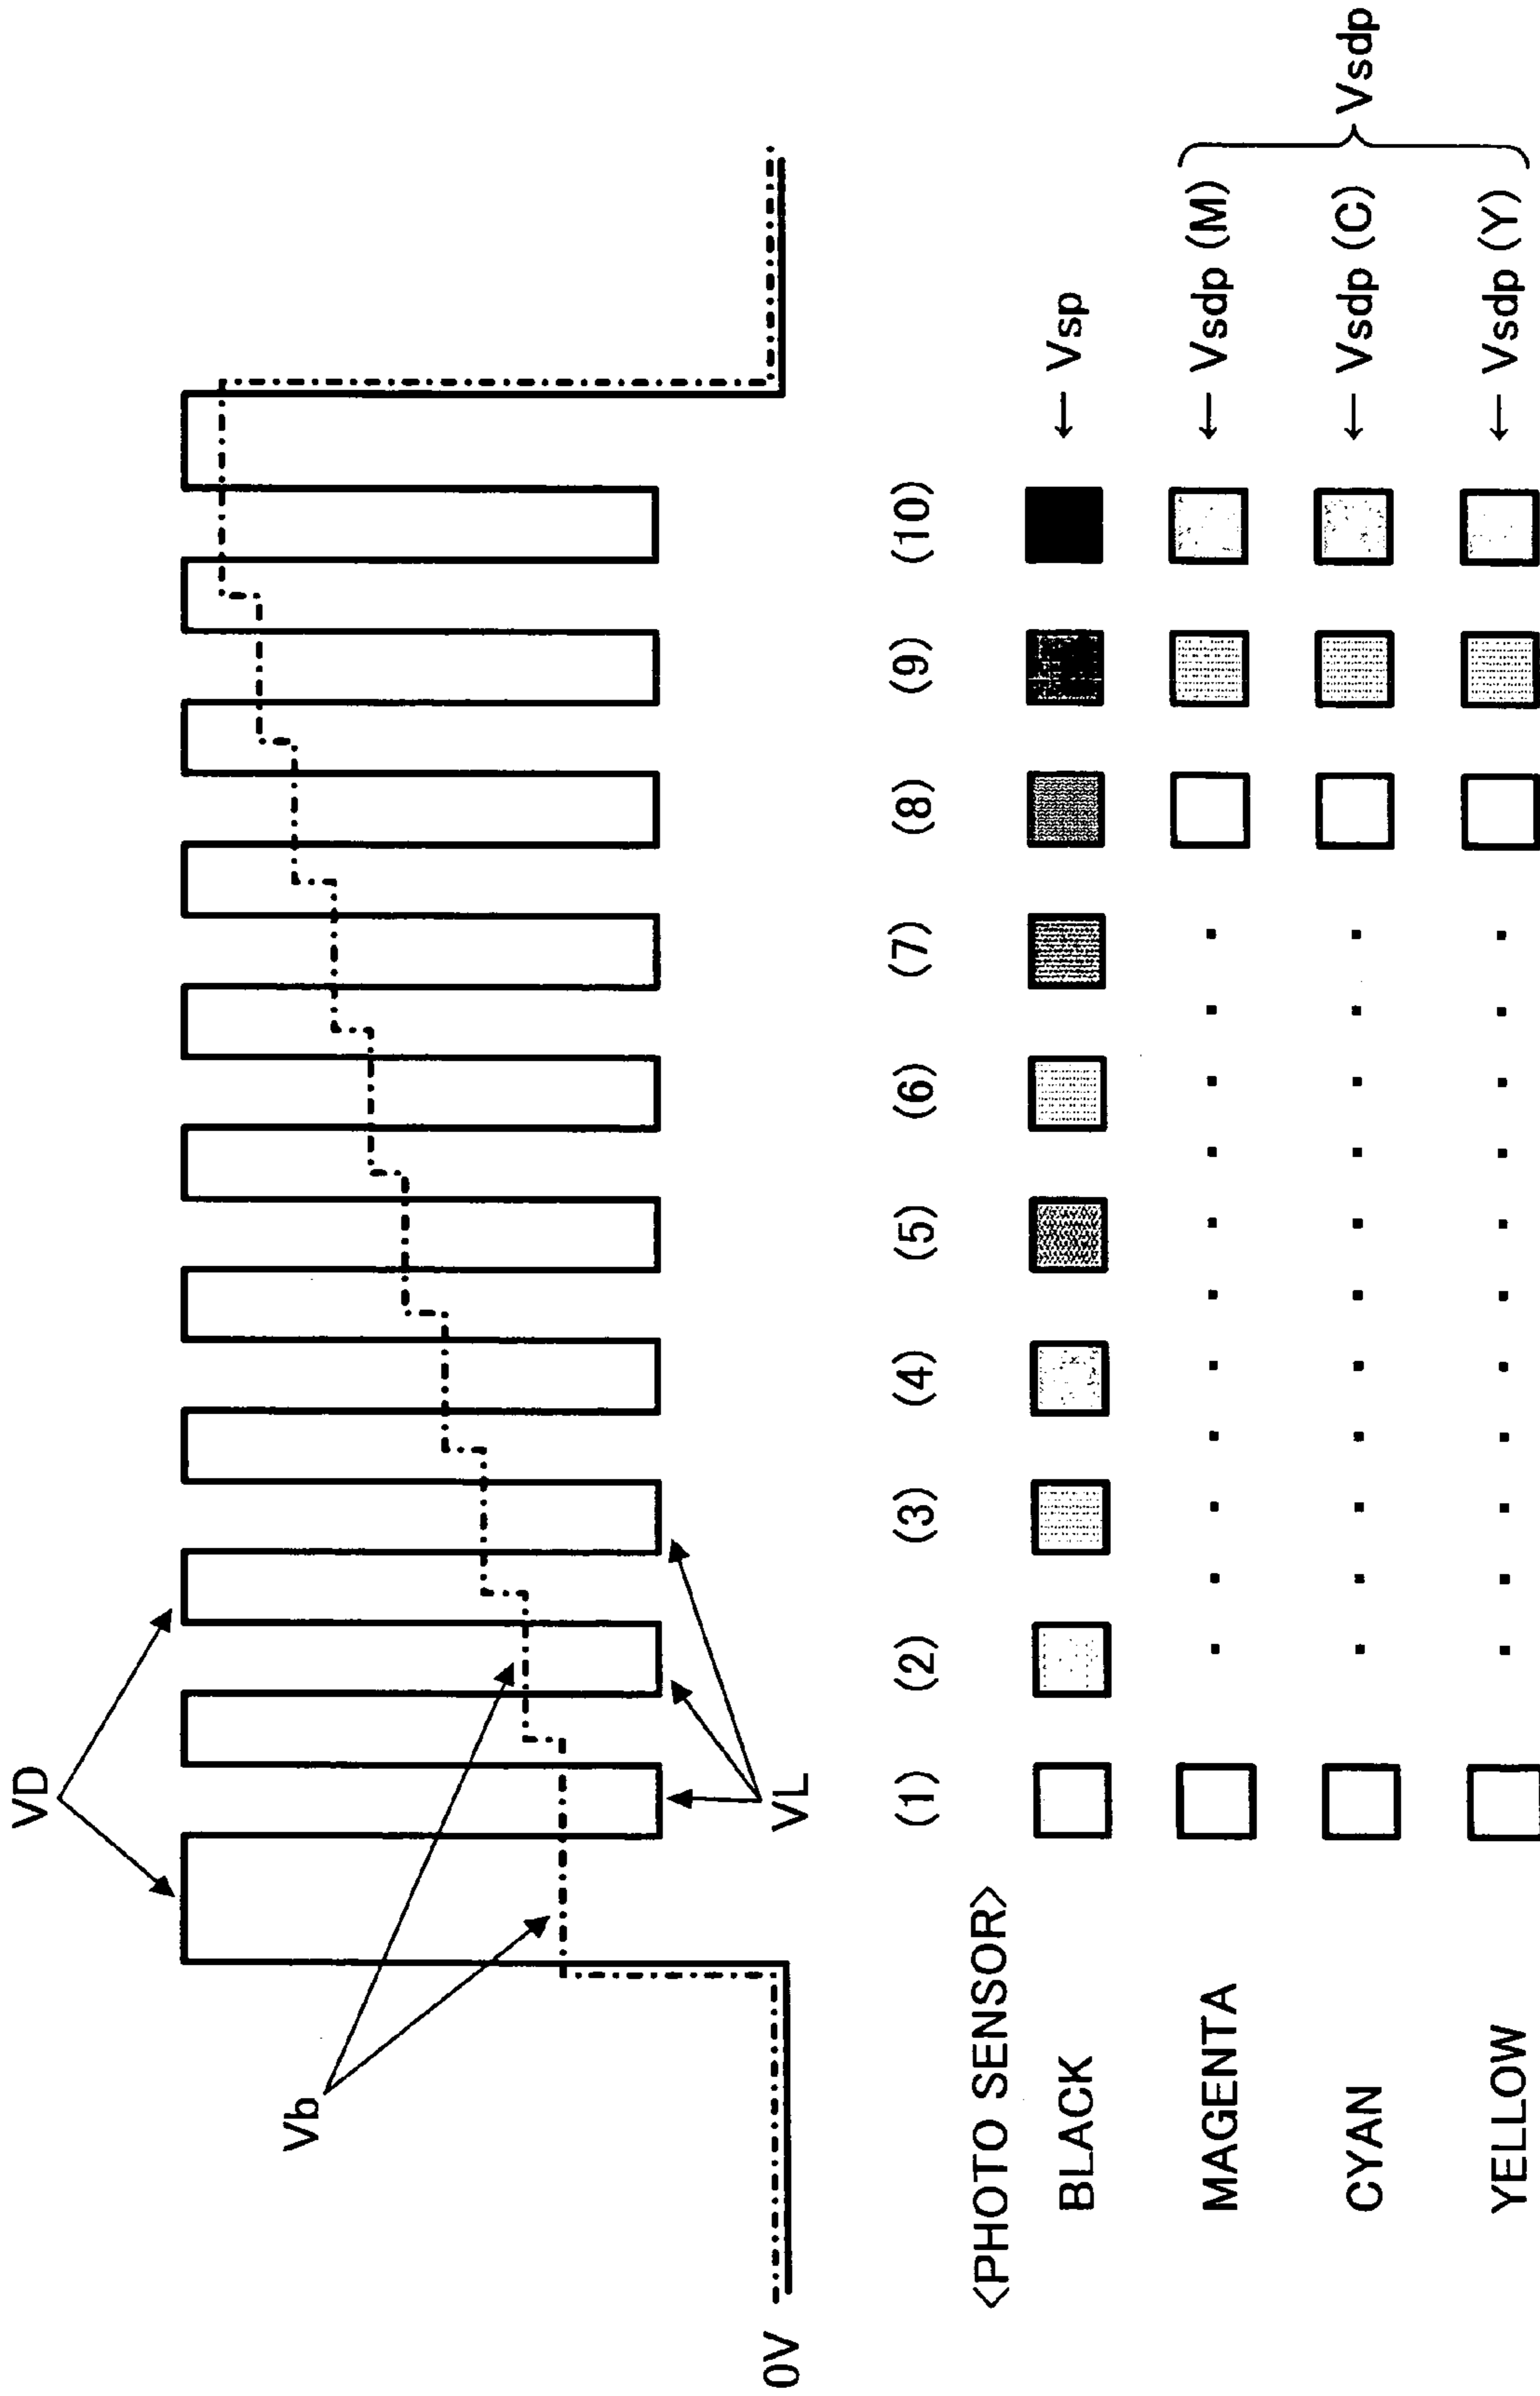 VD
Vb
VL
0V
<PHOTO SENSOR> (1) (2) (3) (4) (5) (6) (7) (8) (9) (10)
BLACK ← Vsp
MAGENTA ← Vsdp (M)
CYAN ← Vsdp (C)
YELLOW ← Vsdp (Y)
Vsdp